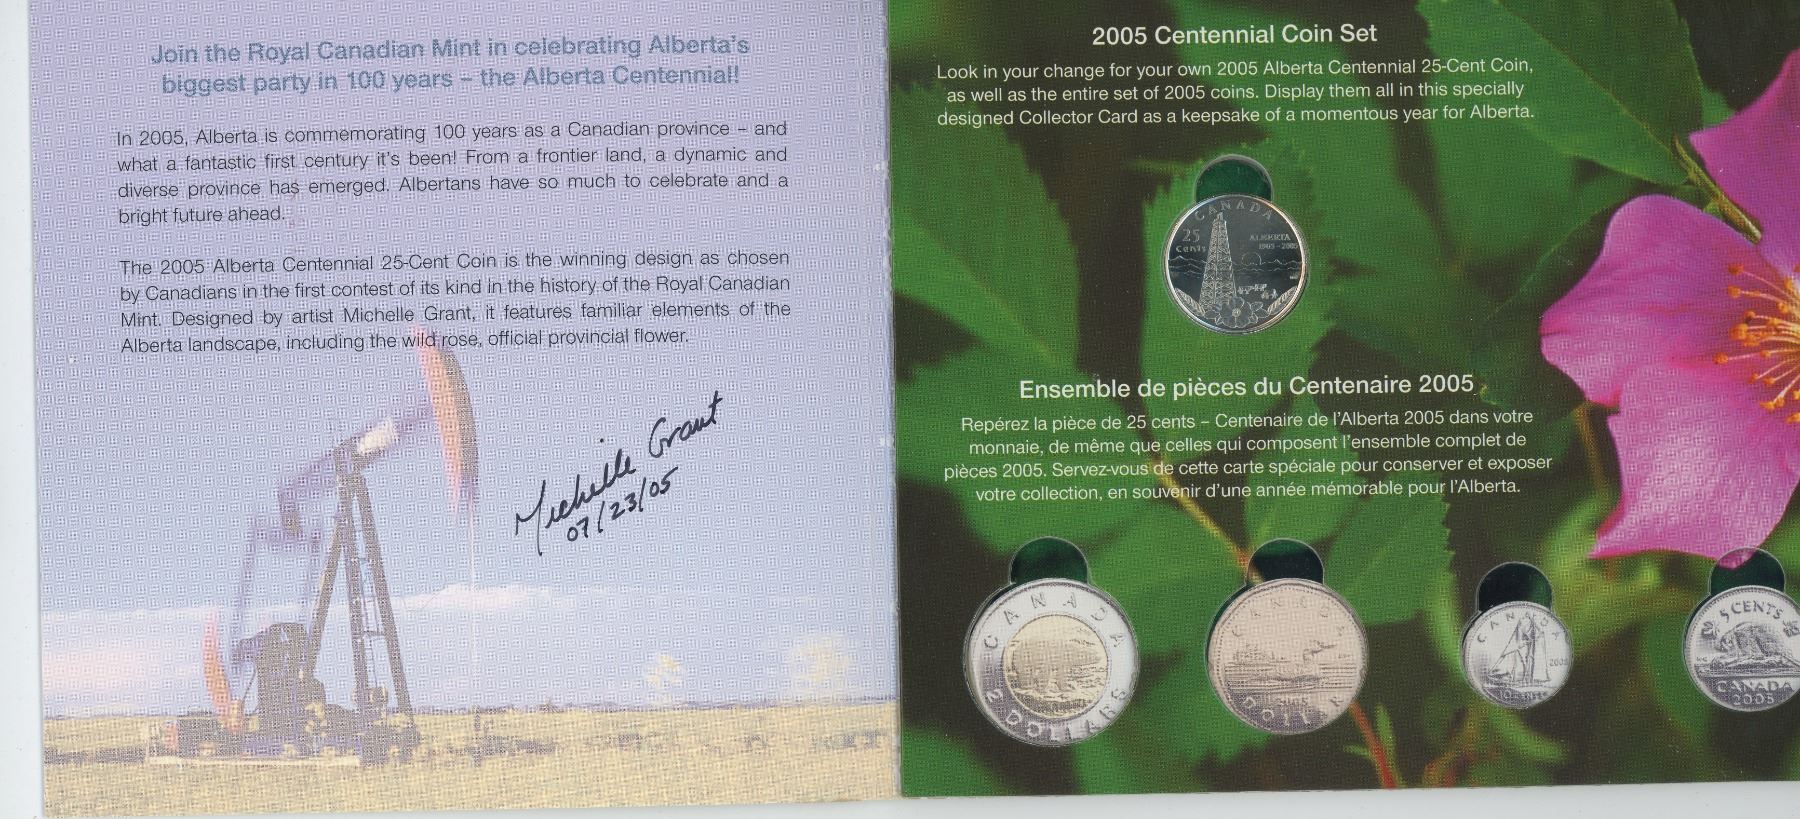 Join the Royal Canadian Mint in celebrating Alberta's
biggest party in 100 years – the Alberta Centennial!
In 2005, Alberta is commemorating 100 years as a Canadian province – and
what a fantastic first century it's been! From a frontier land, a dynamic and
diverse province has emerged. Albertans have so much to celebrate and a
bright future ahead.
The 2005 Alberta Centennial 25-Cent Coin is the winning design as chosen
by Canadians in the first contest of its kind in the history of the Royal Canadian
Mint. Designed by artist Michelle Grant, it features familiar elements of the
Alberta landscape, including the wild rose, official provincial flower.
Michelle Grant
07/23/05
2005 Centennial Coin Set
Look in your change for your own 2005 Alberta Centennial 25-Cent Coin,
as well as the entire set of 2005 coins. Display them all in this specially
designed Collector Card as a keepsake of a momentous year for Alberta.
CANADA
25
Cents
ALBERTA
1905 - 2005
Ensemble de pièces du Centenaire 2005
Repérez la pièce de 25 cents – Centenaire de l'Alberta 2005 dans votre
monnaie, de même que celles qui composent l'ensemble complet de
pièces 2005. Servez-vous de cette carte spéciale pour conserver et exposer
votre collection, en souvenir d'une année mémorable pour l'Alberta.
CANADA
2 DOLLARS
CANADA
2005
DOLLAR
CANADA
2005
10 CENTS
5 CENTS
CANADA
2005